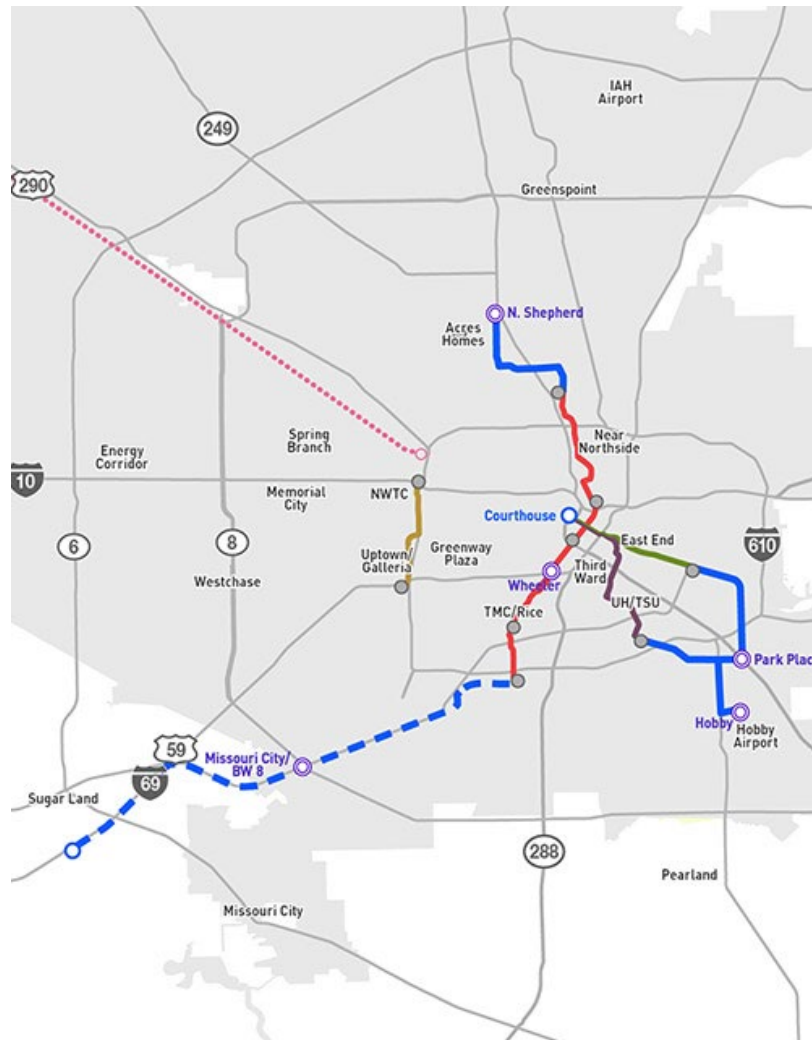 IAH
Airport
249
290
Greenspoint
N. Shepherd
Acres
Homes
Near
Northside
Spring
Branch
Energy
Corridor
10
Memorial
City
NWTC
Courthouse
East End
610
6
8
Uptown/
Galleria
Greenway
Plaza
Third
Ward
Westchase
Wheeler
UH/TSU
TMC/Rice
Park Plac
Hobby
Hobby
Airport
59
Missouri City/
BW 8
69
Sugar Land
288
Pearland
Missouri City